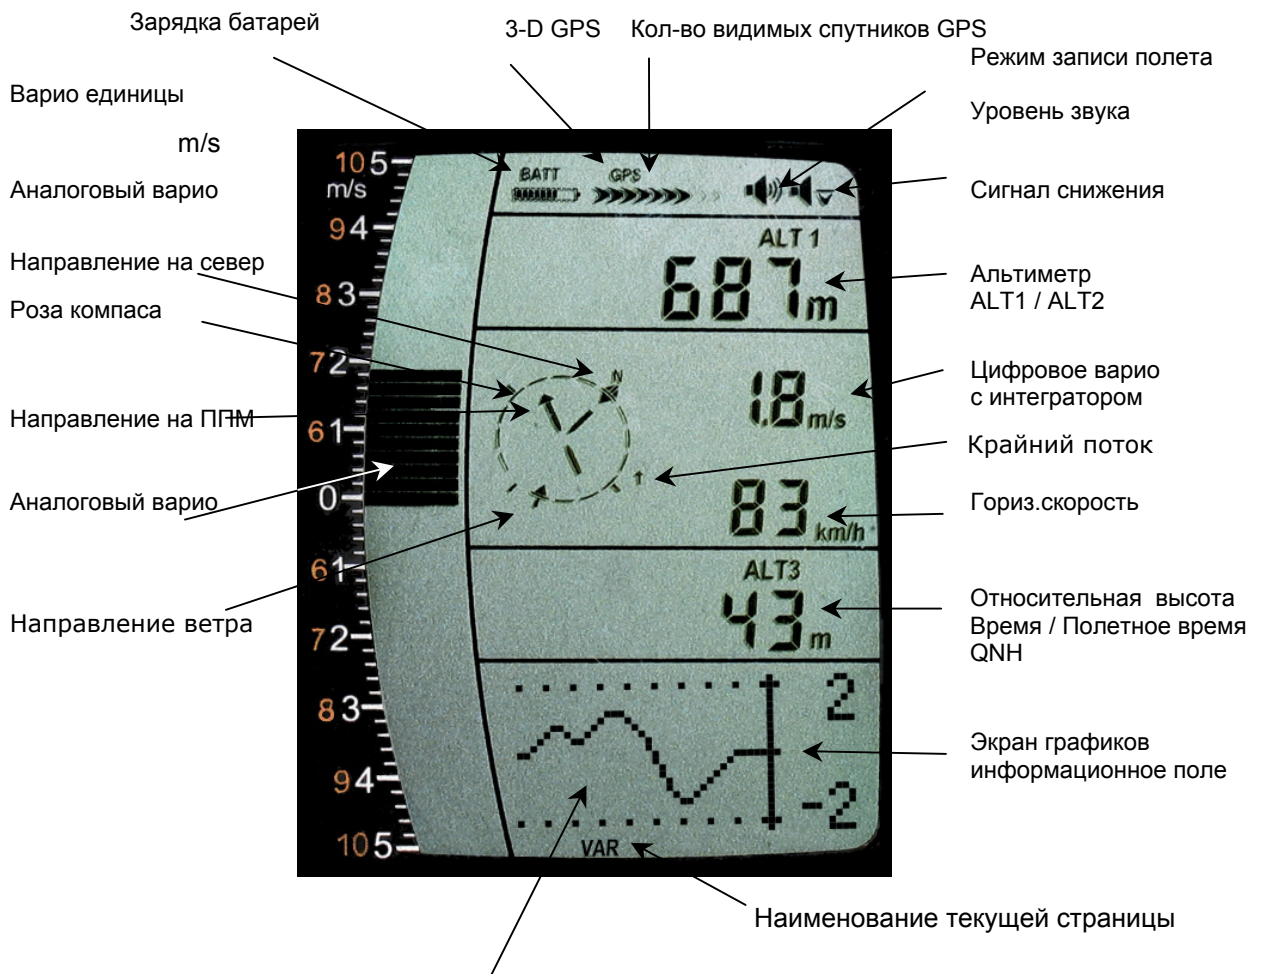 Зарядка батарей
3-D GPS
Кол-во видимых спутников GPS
Режим записи полета
Варио единицы
m/s
Уровень звука
Аналоговый варио
Сигнал снижения
Направление на север
Альтиметр
ALT1 / ALT2
Роза компаса
Цифровое варио
с интегратором
Направление на ППМ
Крайний поток
Аналоговый варио
Гориз.скорость
Направление ветра
Относительная высота
Время / Полетное время
QNH
Экран графиков
информационное поле
Наименование текущей страницы
10 5
m/s
9 4
8 3
7 2
6 1
0
6 1
7 2
8 3
9 4
10 5
BATT
GPS
ALT 1
687 m
N
1.8 m/s
83 km/h
ALT3
43 m
2
-2
VAR